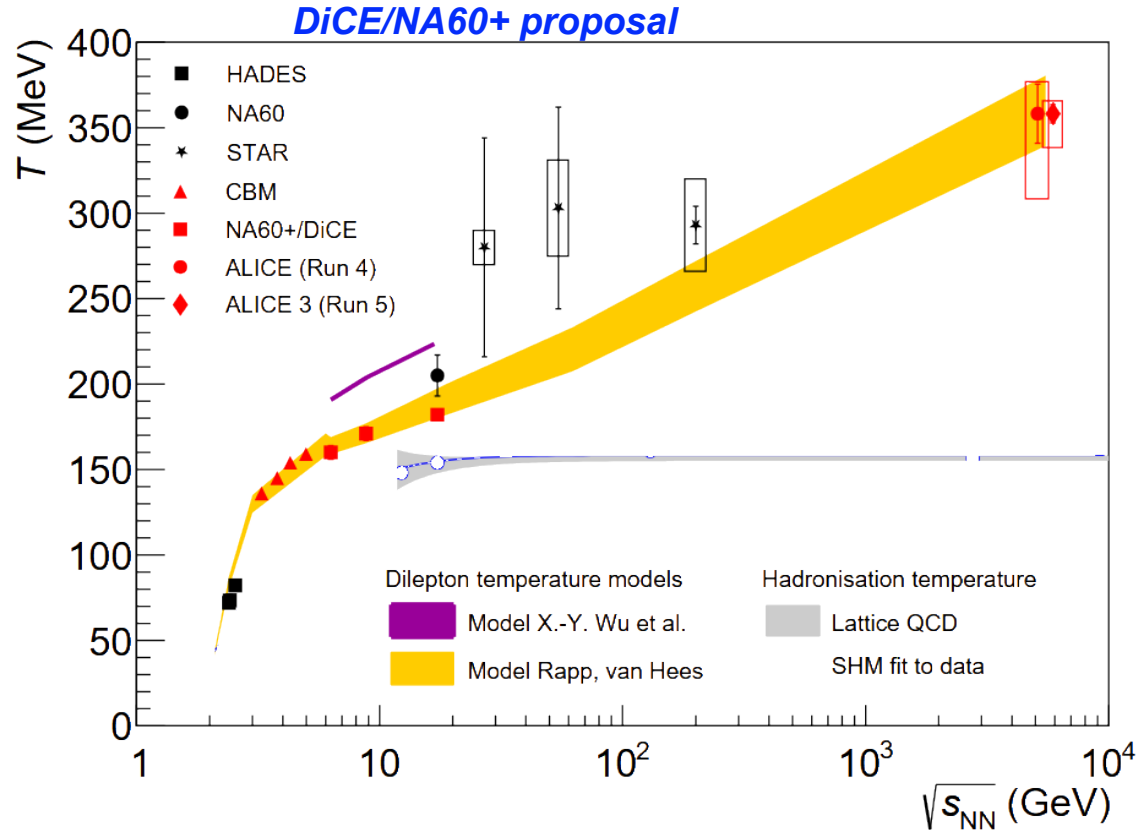 DiCE/NA60+ proposal
T (MeV)
400
350
300
250
200
150
100
50
0
HADES
NA60
STAR
CBM
NA60+/DiCE
ALICE (Run 4)
ALICE 3 (Run 5)
Dilepton temperature models
Model X.-Y. Wu et al.
Model Rapp, van Hees
Hadronisation temperature
Lattice QCD
SHM fit to data
1 10 10² 10³ 10⁴
√sNN (GeV)